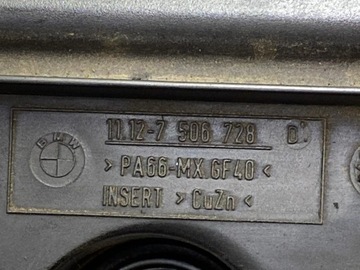 11.12-7 506 728 D
BMW
>PA66-MX.GF40<
INSERT >CuZn<